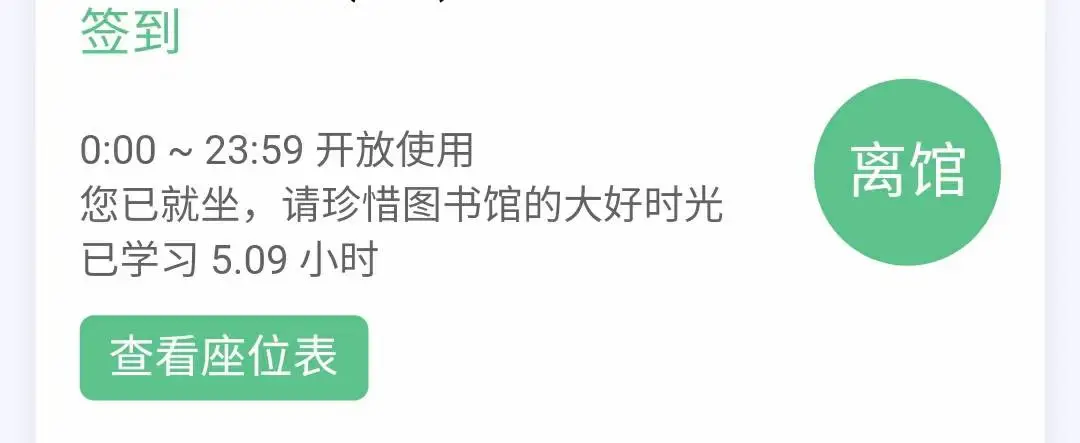 签到
0:00 ~ 23:59 开放使用
您已就坐，请珍惜图书馆的大好时光
已学习 5.09 小时
离馆
查看座位表